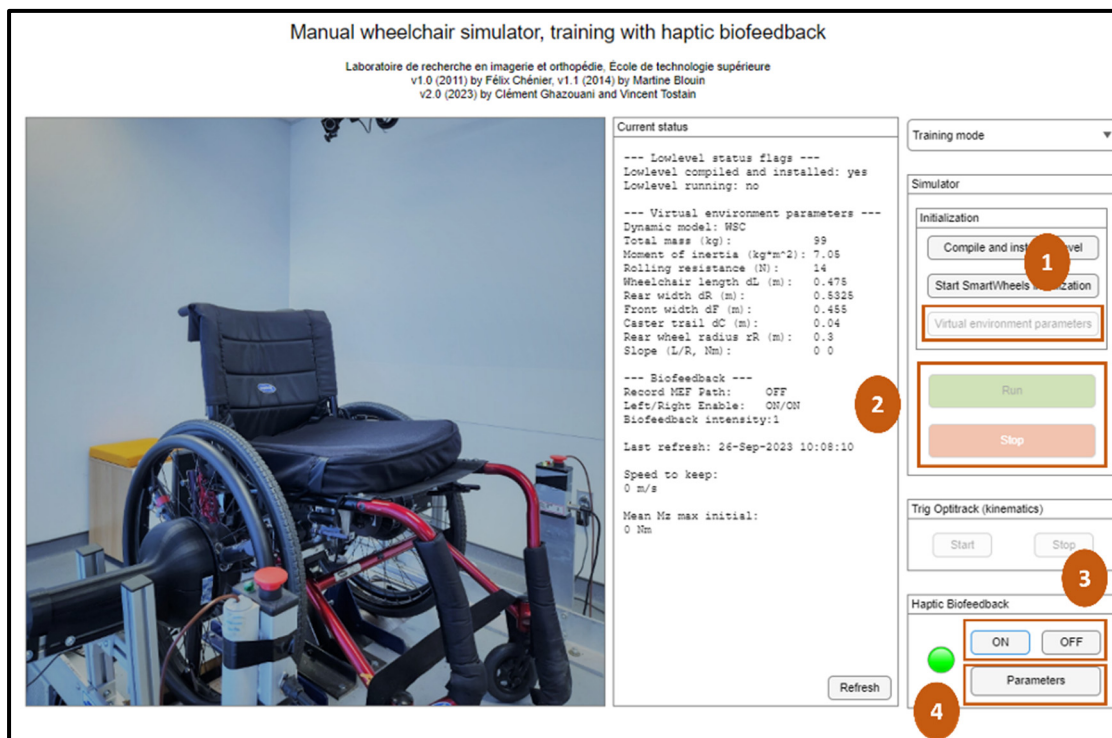 Manual wheelchair simulator, training with haptic biofeedback
Laboratoire de recherche en imagerie et orthopédie, École de technologie supérieure
v1.0 (2011) by Félix Chénier, v1.1 (2014) by Martine Blouin
v2.0 (2023) by Clément Ghazouani and Vincent Tostain
Current status
--- Lowlevel status flags ---
Lowlevel compiled and installed: yes
Lowlevel running: no
--- Virtual environment parameters ---
Dynamic model: WSC
Total mass (kg): 99
Moment of inertia (kg*m^2): 7.05
Rolling resistance (N): 14
Wheelchair length dL (m): 0.475
Rear width dR (m): 0.5325
Front width dF (m): 0.455
Caster trail dC (m): 0.04
Rear wheel radius rR (m): 0.3
Slope (L/R, Nm): 0 0
--- Biofeedback ---
Record MEF Path: OFF
Left/Right Enable: ON/ON
Biofeedback intensity:1
Last refresh: 26-Sep-2023 10:08:10
Speed to keep:
0 m/s
Mean Mz max initial:
0 Nm
Refresh
Training mode
Simulator
Initialization
Compile and
1
Start SmartWheels
Virtual environment parameters
2
Run
Stop
Trig Optitrack (kinematics)
Start Stop
3
Haptic Biofeedback
ON OFF
Parameters
4